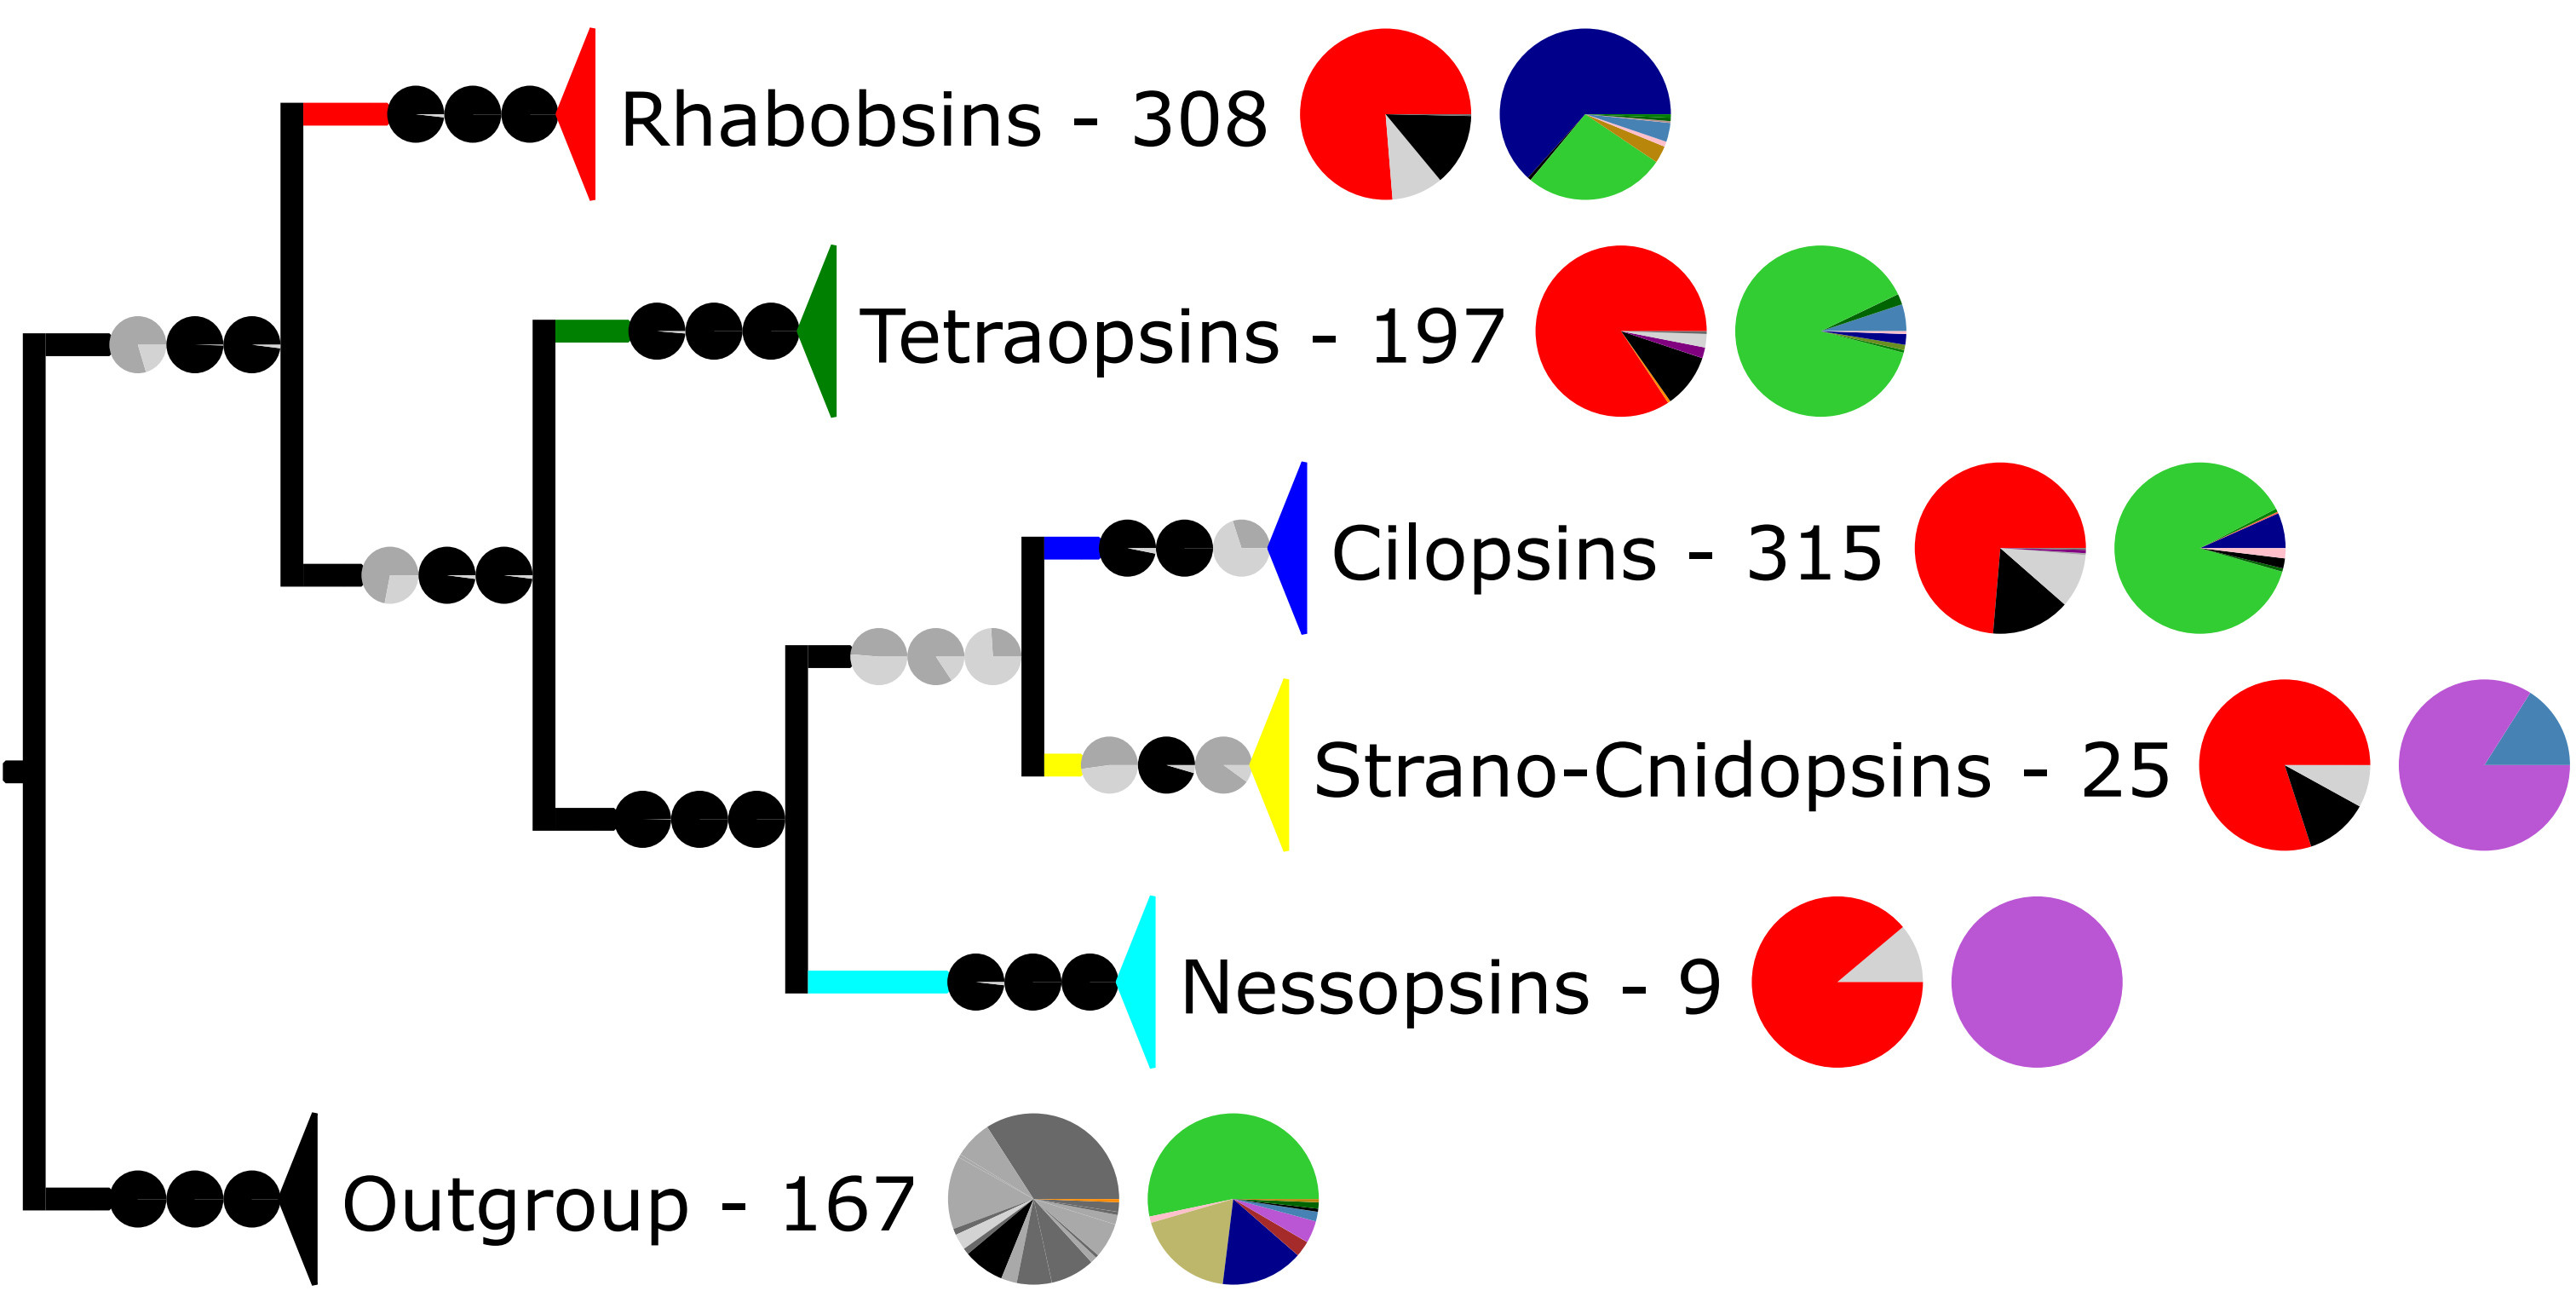 Rhabobsins - 308
Tetraopsins - 197
Cilopsins - 315
Strano-Cnidopsins - 25
Nessopsins - 9
Outgroup - 167